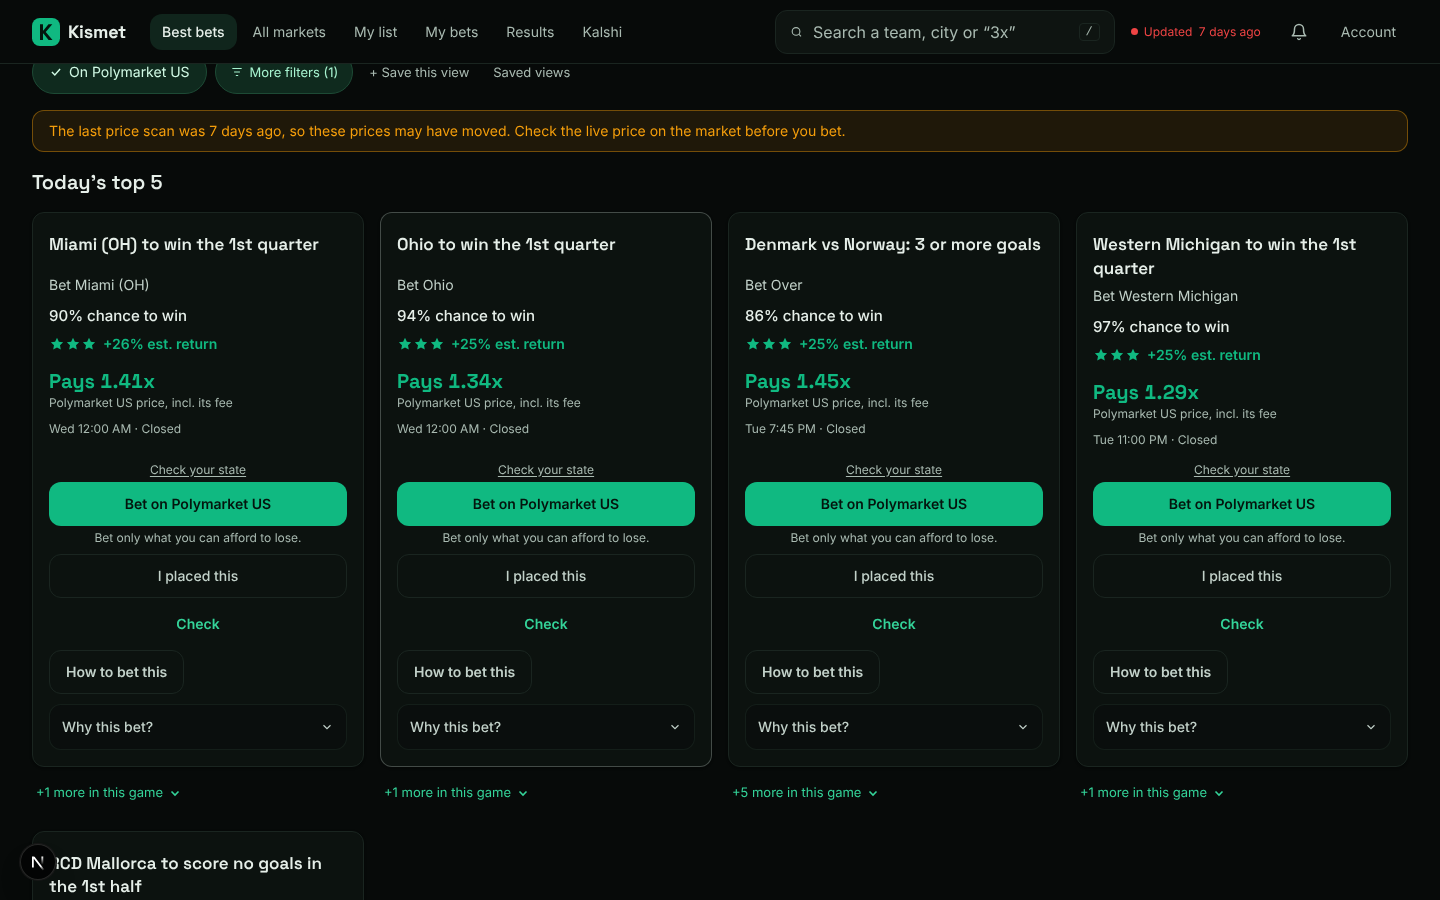 K Kismet
Best bets
All markets
My list
My bets
Results
Kalshi
Search a team, city or “3x”
/
Updated 7 days ago
Account
On Polymarket US
More filters (1)
+ Save this view
Saved views
The last price scan was 7 days ago, so these prices may have moved. Check the live price on the market before you bet.
Today’s top 5
Miami (OH) to win the 1st quarter
Bet Miami (OH)
90% chance to win
★★★ +26% est. return
Pays 1.41x
Polymarket US price, incl. its fee
Wed 12:00 AM · Closed
Check your state
Bet on Polymarket US
Bet only what you can afford to lose.
I placed this
Check
How to bet this
Why this bet?
+1 more in this game
Ohio to win the 1st quarter
Bet Ohio
94% chance to win
★★★ +25% est. return
Pays 1.34x
Polymarket US price, incl. its fee
Wed 12:00 AM · Closed
Check your state
Bet on Polymarket US
Bet only what you can afford to lose.
I placed this
Check
How to bet this
Why this bet?
+1 more in this game
Denmark vs Norway: 3 or more goals
Bet Over
86% chance to win
★★★ +25% est. return
Pays 1.45x
Polymarket US price, incl. its fee
Tue 7:45 PM · Closed
Check your state
Bet on Polymarket US
Bet only what you can afford to lose.
I placed this
Check
How to bet this
Why this bet?
+5 more in this game
Western Michigan to win the 1st
quarter
Bet Western Michigan
97% chance to win
★★★ +25% est. return
Pays 1.29x
Polymarket US price, incl. its fee
Tue 11:00 PM · Closed
Check your state
Bet on Polymarket US
Bet only what you can afford to lose.
I placed this
Check
How to bet this
Why this bet?
+1 more in this game
N
RCD Mallorca to score no goals in
the 1st half